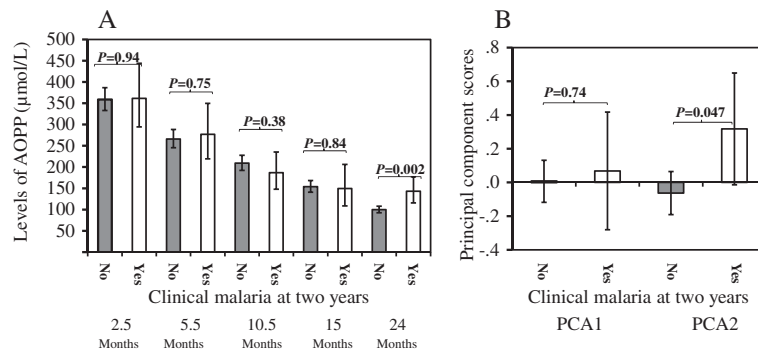 A
Levels of AOPP (µmol/L)
500
450
400
350
300
250
200
150
100
50
P=0.94
P=0.75
P=0.38
P=0.84
P=0.002
No
Yes
No
Yes
No
Yes
No
Yes
No
Yes
Clinical malaria at two years
2.5 5.5 10.5 15 24
Months Months Months Months Months
B
Principal component scores
.8
.6
.4
.2
.0
-.2
-.4
P=0.74
P=0.047
No
Yes
No
Yes
Clinical malaria at two years
PCA1 PCA2